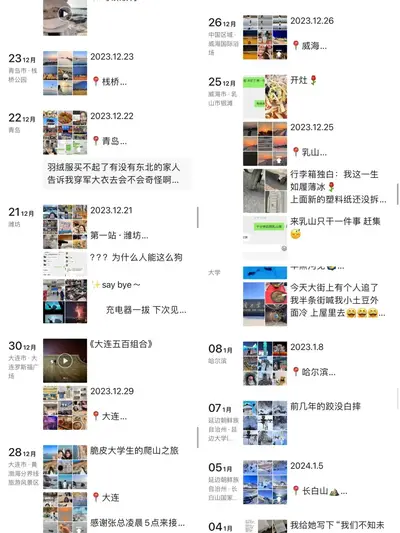 23 12月
2023.12.23
青岛市·栈
桥公园
📍栈桥...
22 12月
2023.12.22
青岛
📍青岛...
羽绒服买不起了有没有东北的家人
告诉我穿军大衣去会不会奇怪啊...
21 12月
2023.12.21
潍坊
第一站·潍坊...
？？？为什么人能这么狗
✨say bye～
充电器一拔 下次见...
30 12月
《大连五百组合》
大连市·大
连罗斯福广
场
2023.12.29
📍大连...
28 12月
脆皮大学生的爬山之旅
大连市·黄
渤海分界线
旅游风景区
📍大连
感谢张总凌晨5点来接...
26 12月
2023.12.26
中国区域·
威海国际浴
场
📍威海...
25 12月
开灶🌹
威海市·乳
山市银滩
2023.12.25
📍乳山...
行李箱独白：我这一生
如履薄冰🌹
上面新的塑料纸还没拆...
来乳山只干一件事 赶集
😴
大学
今天大街上有个人追了
我半条街喊我小土豆外
面冷 上屋里去😄😄😄...
08 1月
2023.1.8
哈尔滨
📍哈尔滨...
07 1月
前几年的跤没白摔
延边朝鲜族
自治州·延
边大学(...
05 1月
2024.1.5
延边朝鲜族
自治州·长
白山国家...
📍长白山⛰️...
04 1月
我给她写下 “我们不知未